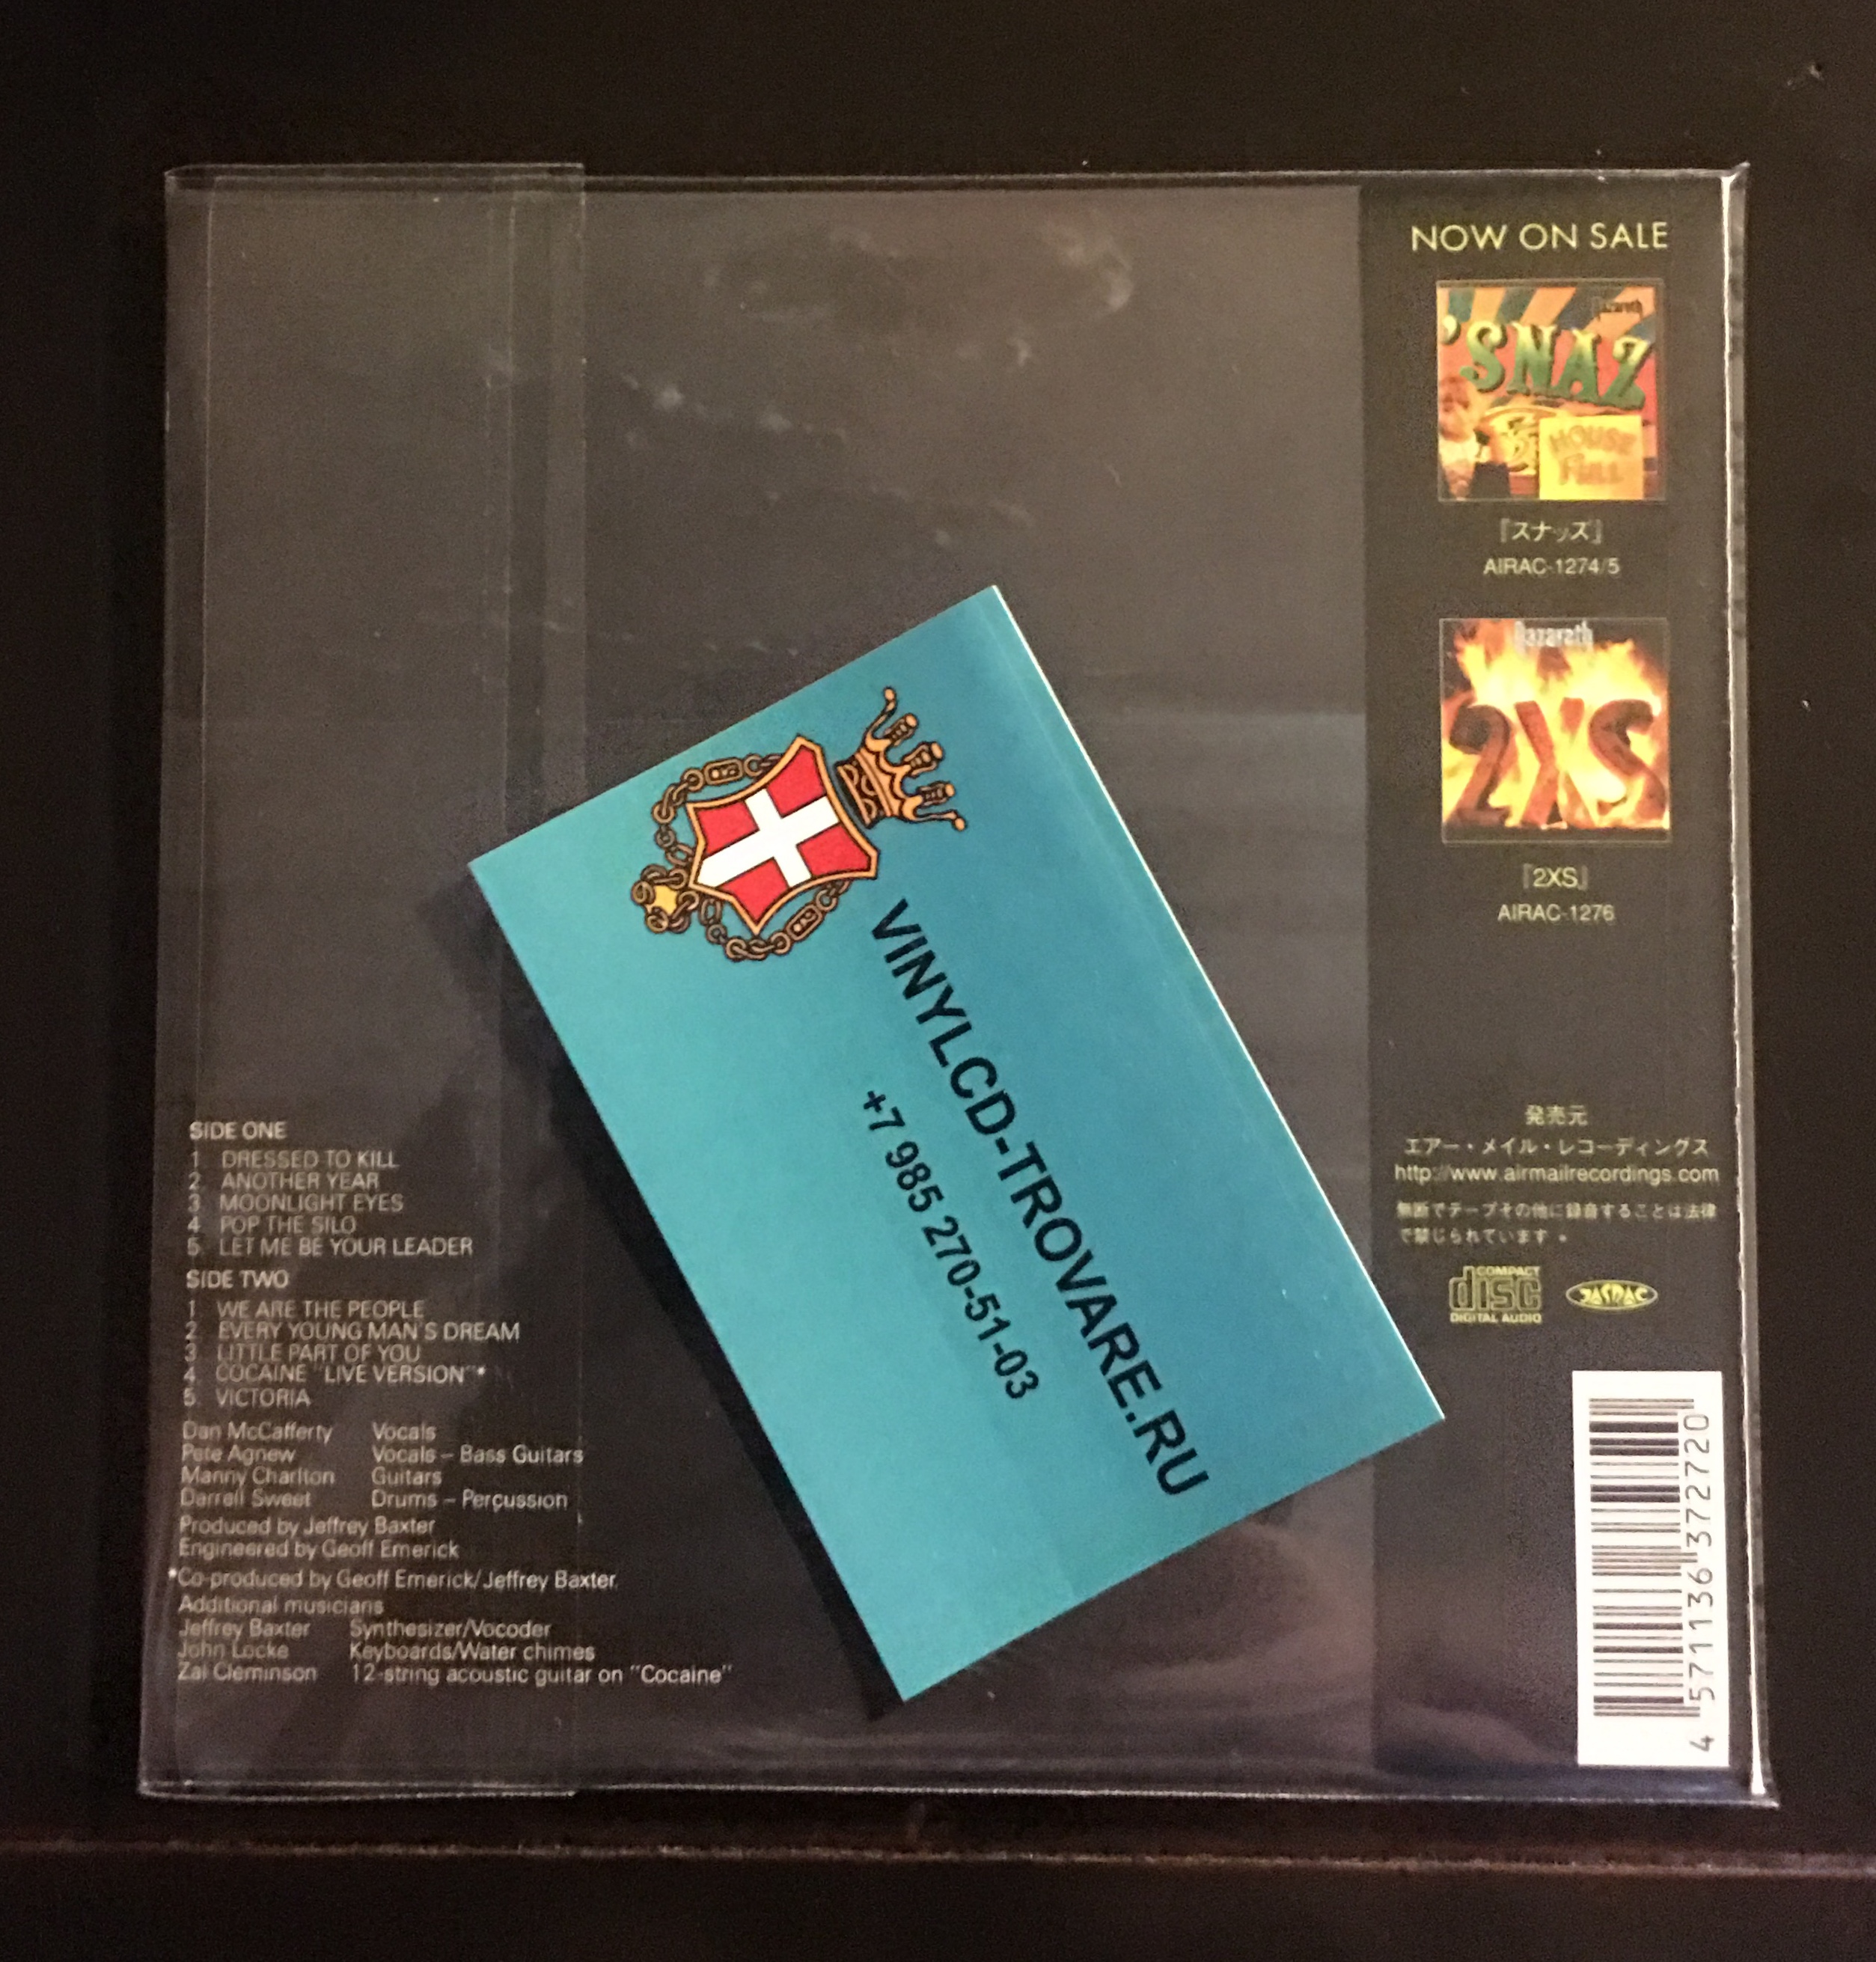 SIDE ONE
1 DRESSED TO KILL
2 ANOTHER YEAR
3 MOONLIGHT EYES
4 POP THE SILO
5 LET ME BE YOUR LEADER
SIDE TWO
1 WE ARE THE PEOPLE
2 EVERY YOUNG MAN'S DREAM
3 LITTLE PART OF YOU
4 COCAINE "LIVE VERSION"*
5 VICTORIA
Dan McCafferty Vocals
Pete Agnew Vocals – Bass Guitars
Manny Charlton Guitars
Darrell Sweet Drums – Percussion
Produced by Jeffrey Baxter
Engineered by Geoff Emerick
*Co-produced by Geoff Emerick/Jeffrey Baxter
Additional musicians
Jeffrey Baxter Synthesizer/Vocoder
John Locke Keyboards/Water chimes
Zal Cleminson 12-string acoustic guitar on "Cocaine"
VINYLCD-TROVARE.RU
+7 985 270-51-03
NOW ON SALE
Nazareth
'SNAZ
HOUSE
FULL
『スナッズ』
AIRAC-1274/5
Nazareth
2XS
『2XS』
AIRAC-1276
発売元
エアー・メイル・レコーディングス
http://www.airmailrecordings.com
無断でテープその他に録音することは法律
で禁じられています。
COMPACT
disc
DIGITAL AUDIO
JASRAC
4 571136 372720